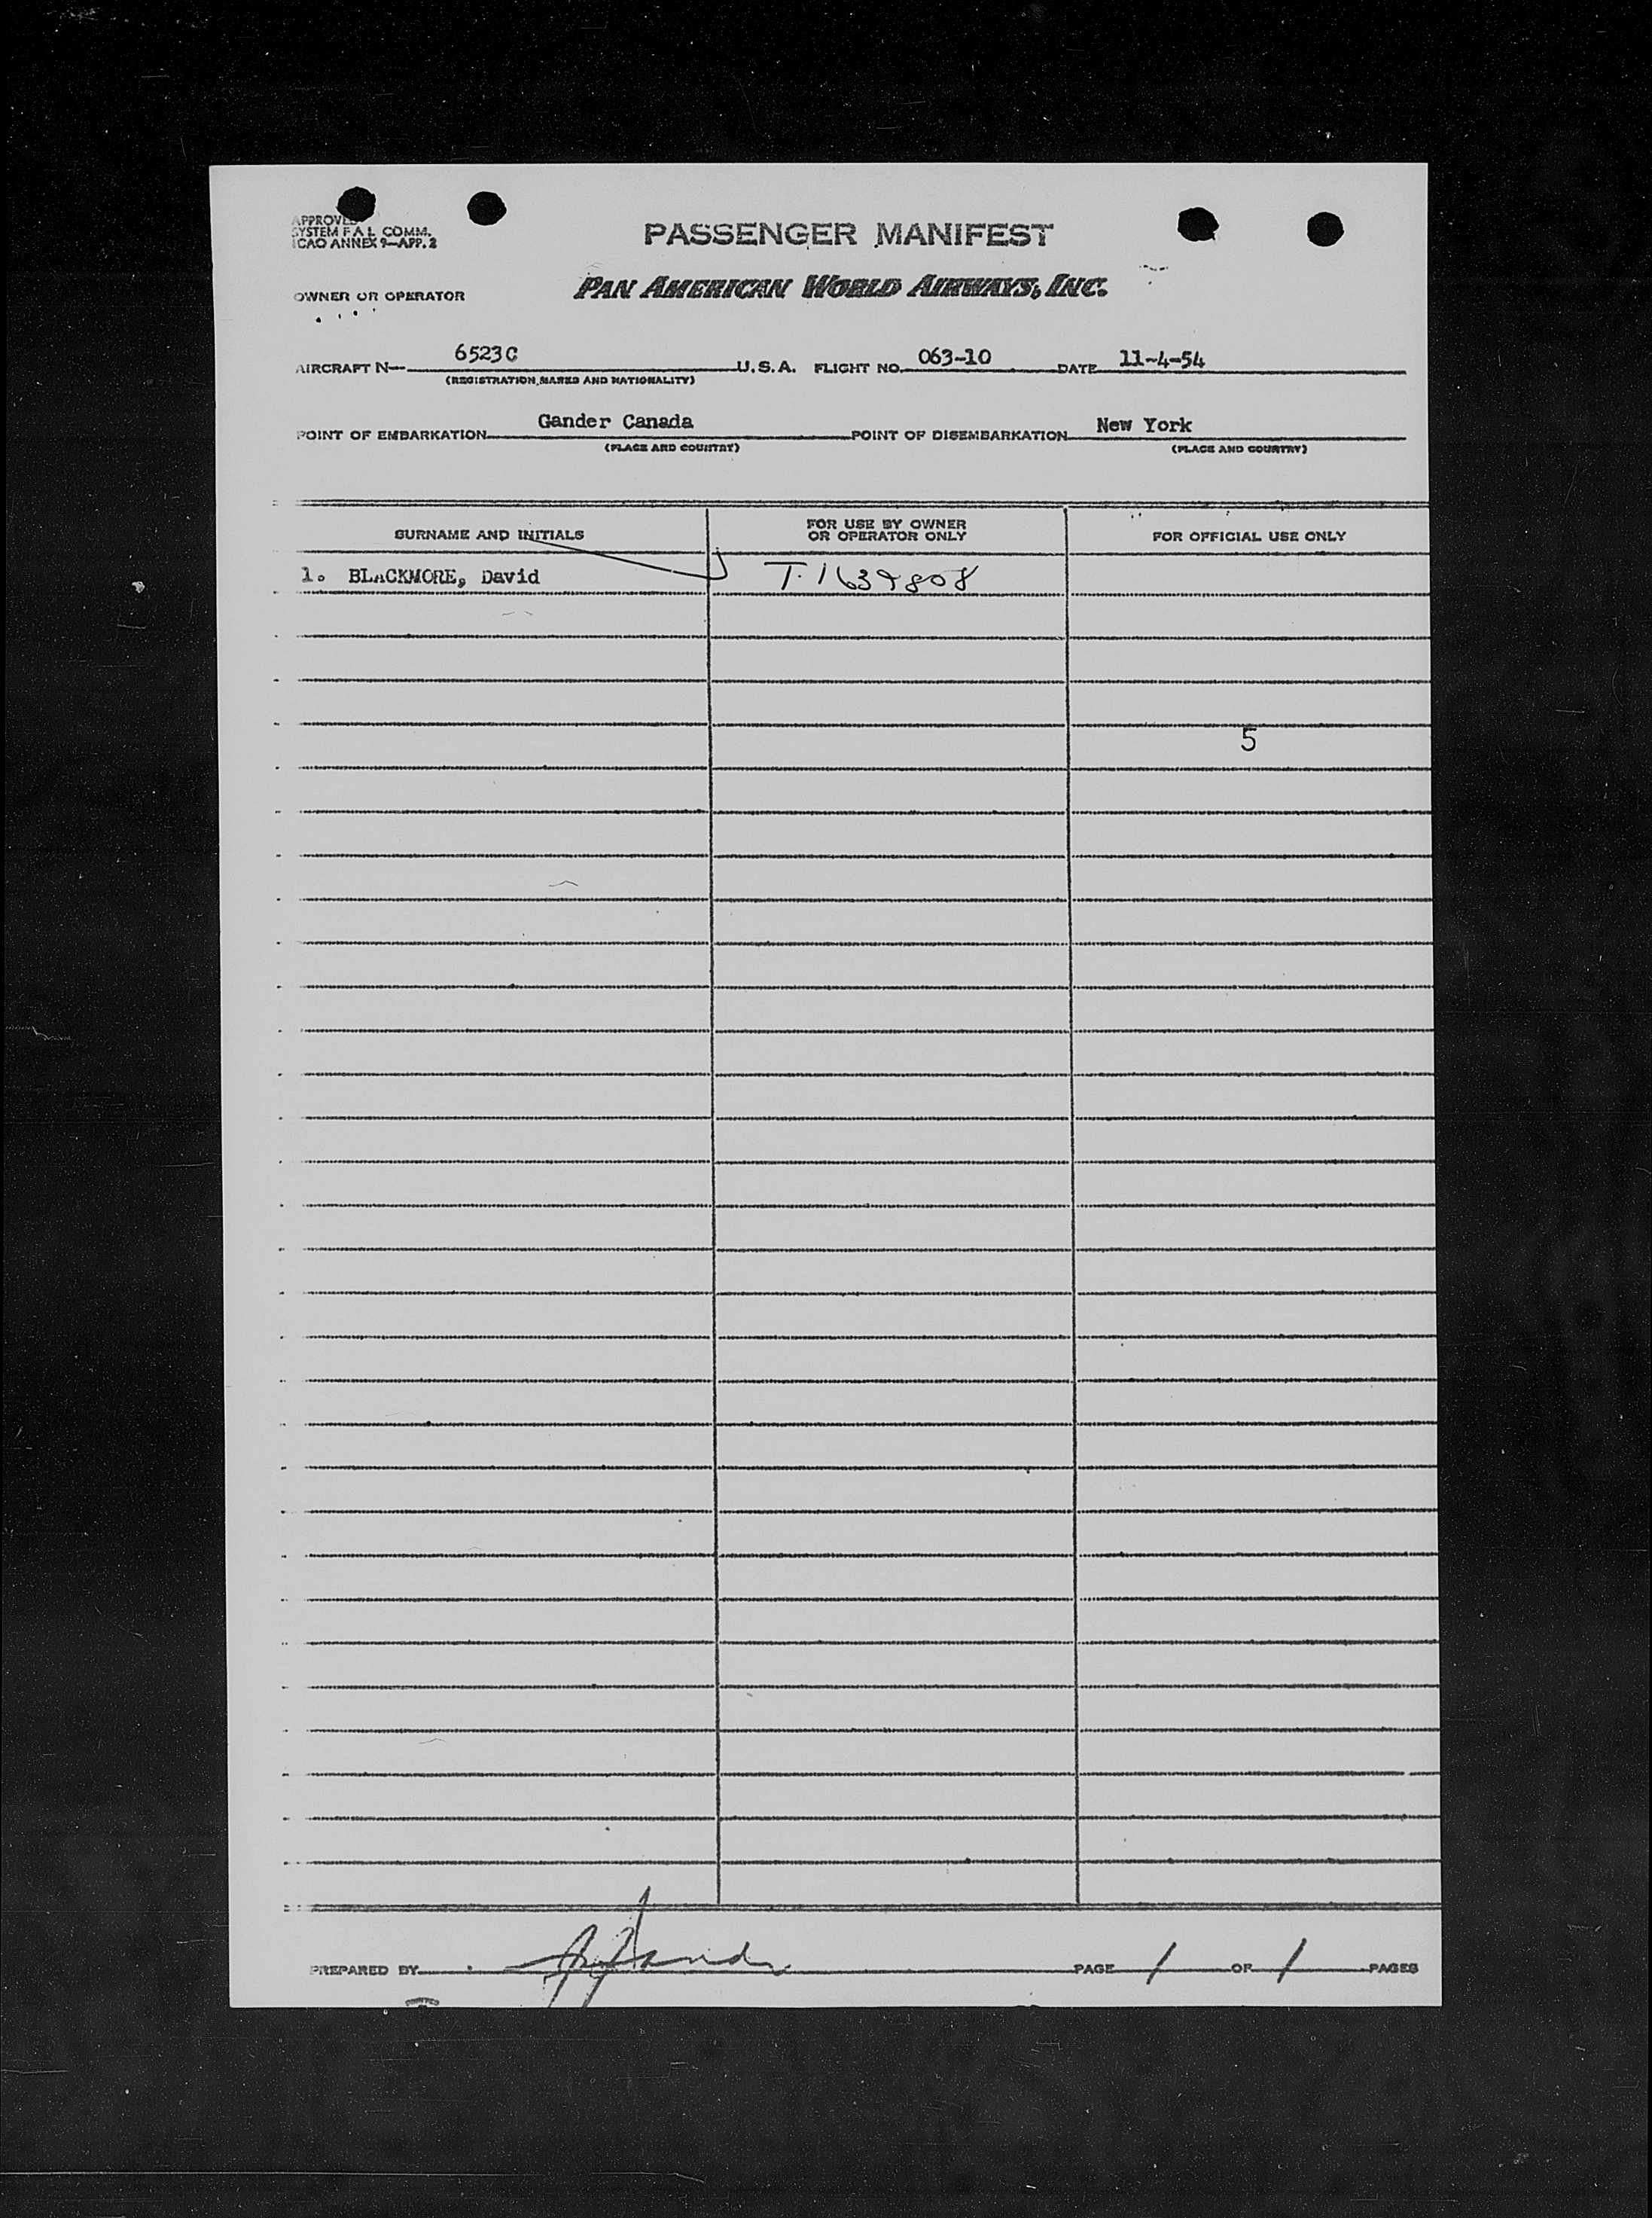 APPROVED
SYSTEM F A L COMM.
ICAO ANNEX 9—APP. 2
PASSENGER MANIFEST
OWNER OR OPERATOR
PAN AMERICAN WORLD AIRWAYS, INC.
AIRCRAFT N— 6523C U.S.A. FLIGHT NO. 063-10 DATE 11-4-54
(REGISTRATION MARKS AND NATIONALITY)
POINT OF EMBARKATION Gander Canada POINT OF DISEMBARKATION New York
(PLACE AND COUNTRY) (PLACE AND COUNTRY)
SURNAME AND INITIALS
FOR USE BY OWNER
OR OPERATOR ONLY
FOR OFFICIAL USE ONLY
1. BLACKMORE, David
5
PREPARED BY PAGE 1 OF 1 PAGES